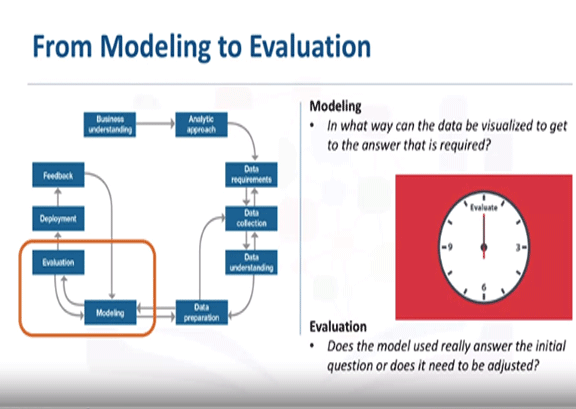 From Modeling to Evaluation
Business
understanding
Analytic
approach
Feedback
Data
requirements
Deployment
Data
collection
Evaluation
Data
understanding
Modeling
Data
preparation
Modeling
• In what way can the data be visualized to get
to the answer that is required?
Evaluate
9
3
6
Evaluation
• Does the model used really answer the initial
question or does it need to be adjusted?